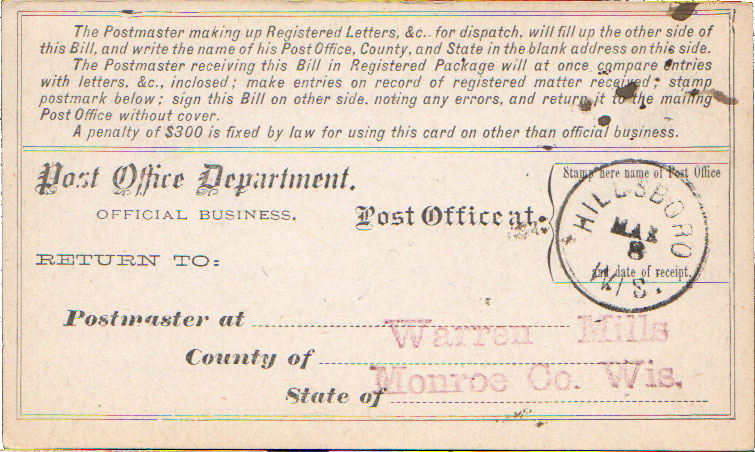 The Postmaster making up Registered Letters, &c.. for dispatch, will fill up the other side of
this Bill, and write the name of his Post Office, County, and State in the blank address on this side.
The Postmaster receiving this Bill in Registered Package will at once compare entries
with letters, &c., inclosed; make entries on record of registered matter received; stamp
postmark below; sign this Bill on other side, noting any errors, and return it to the mailing
Post Office without cover.
A penalty of $300 is fixed by law for using this card on other than official business.
Post Office Department.
OFFICIAL BUSINESS.
Post Office at
Stamp here name of Post Office
HILLSBORO
MAR
8
WIS.
and date of receipt.
RETURN TO:
Postmaster at Warren Mills
County of
Monroe Co. Wis.
State of